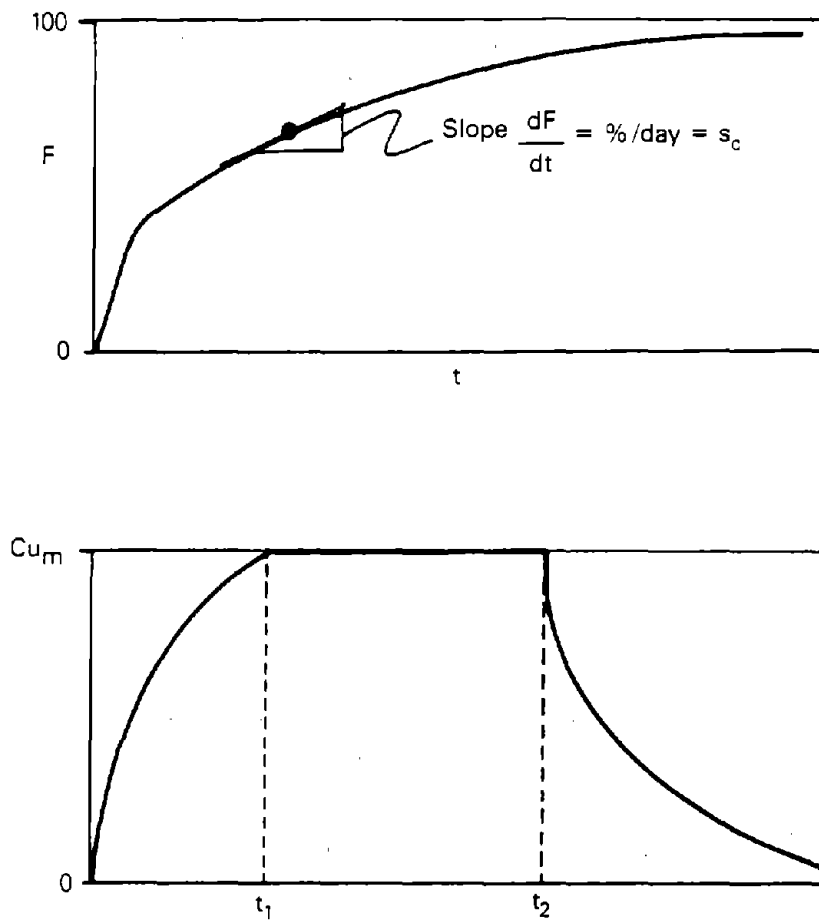 100
F
Slope dF/dt = %/day = s_c
0
t
Cu_m
0
t_1
t_2